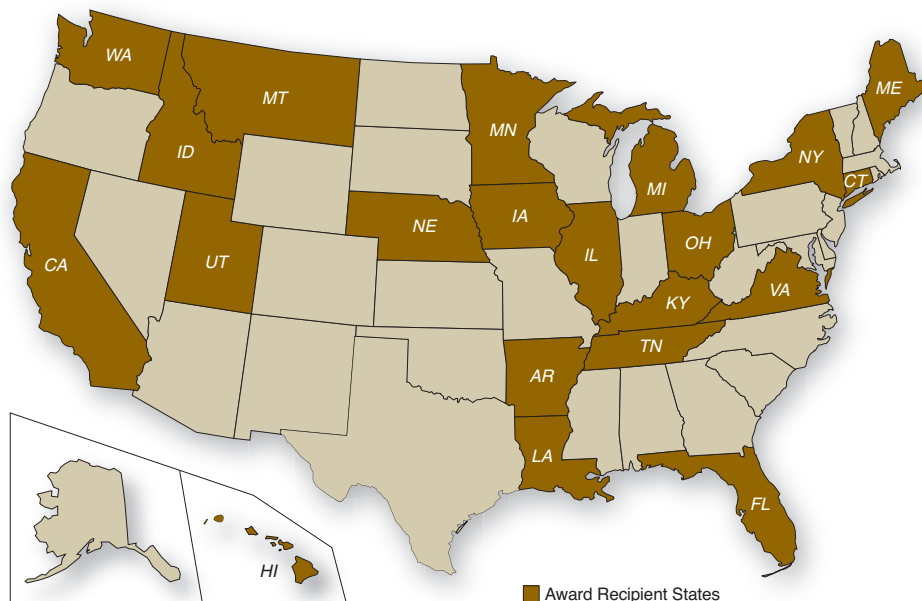 WA
MT
ME
MN
ID
NY
CT
MI
NE
IA
CA
UT
IL
OH
VA
KY
TN
AR
LA
FL
HI
Award Recipient States